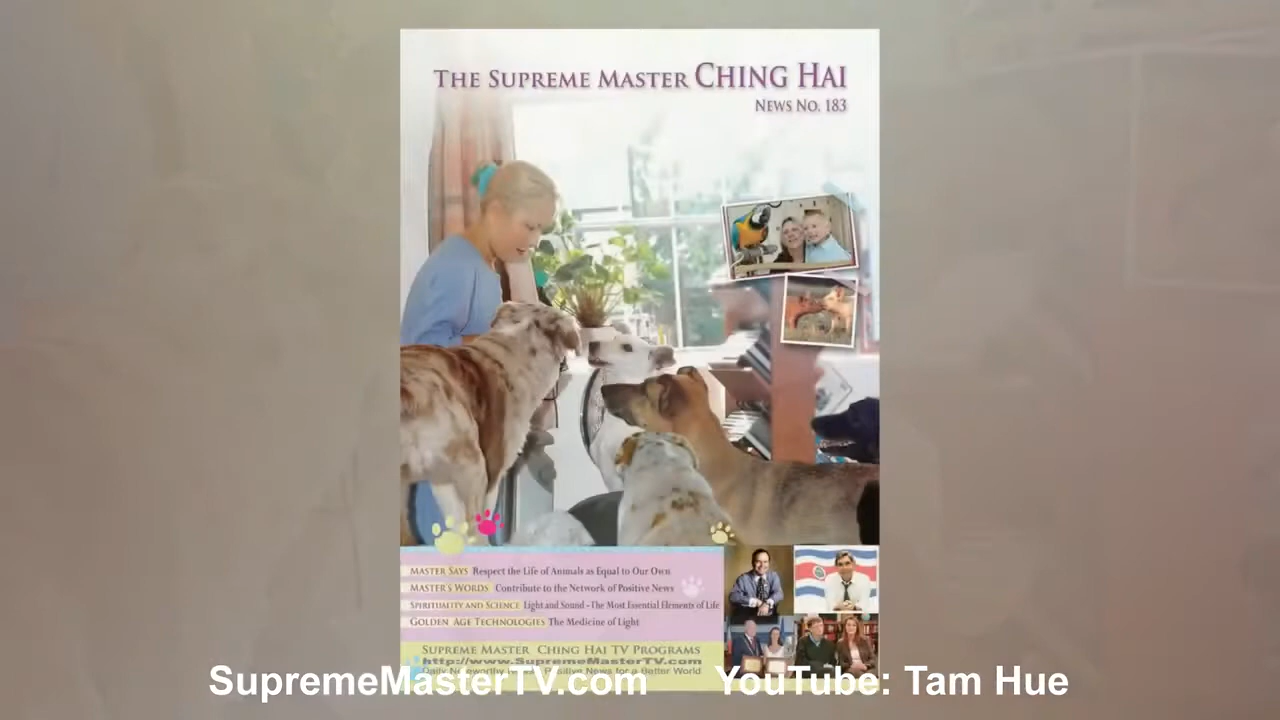 THE SUPREME MASTER CHING HAI
NEWS NO. 183
MASTER SAYS Respect the Life of Animals as Equal to Our Own
MASTER'S WORDS Contribute to the Network of Positive News
SPIRITUALITY AND SCIENCE Light and Sound - The Most Essential Elements of Life
GOLDEN AGE TECHNOLOGIES The Medicine of Light
SUPREME MASTER CHING HAI TV PROGRAMS
http://www.SupremeMasterTV.com
Positive News for a Better World
SupremeMasterTV.com YouTube: Tam Hue